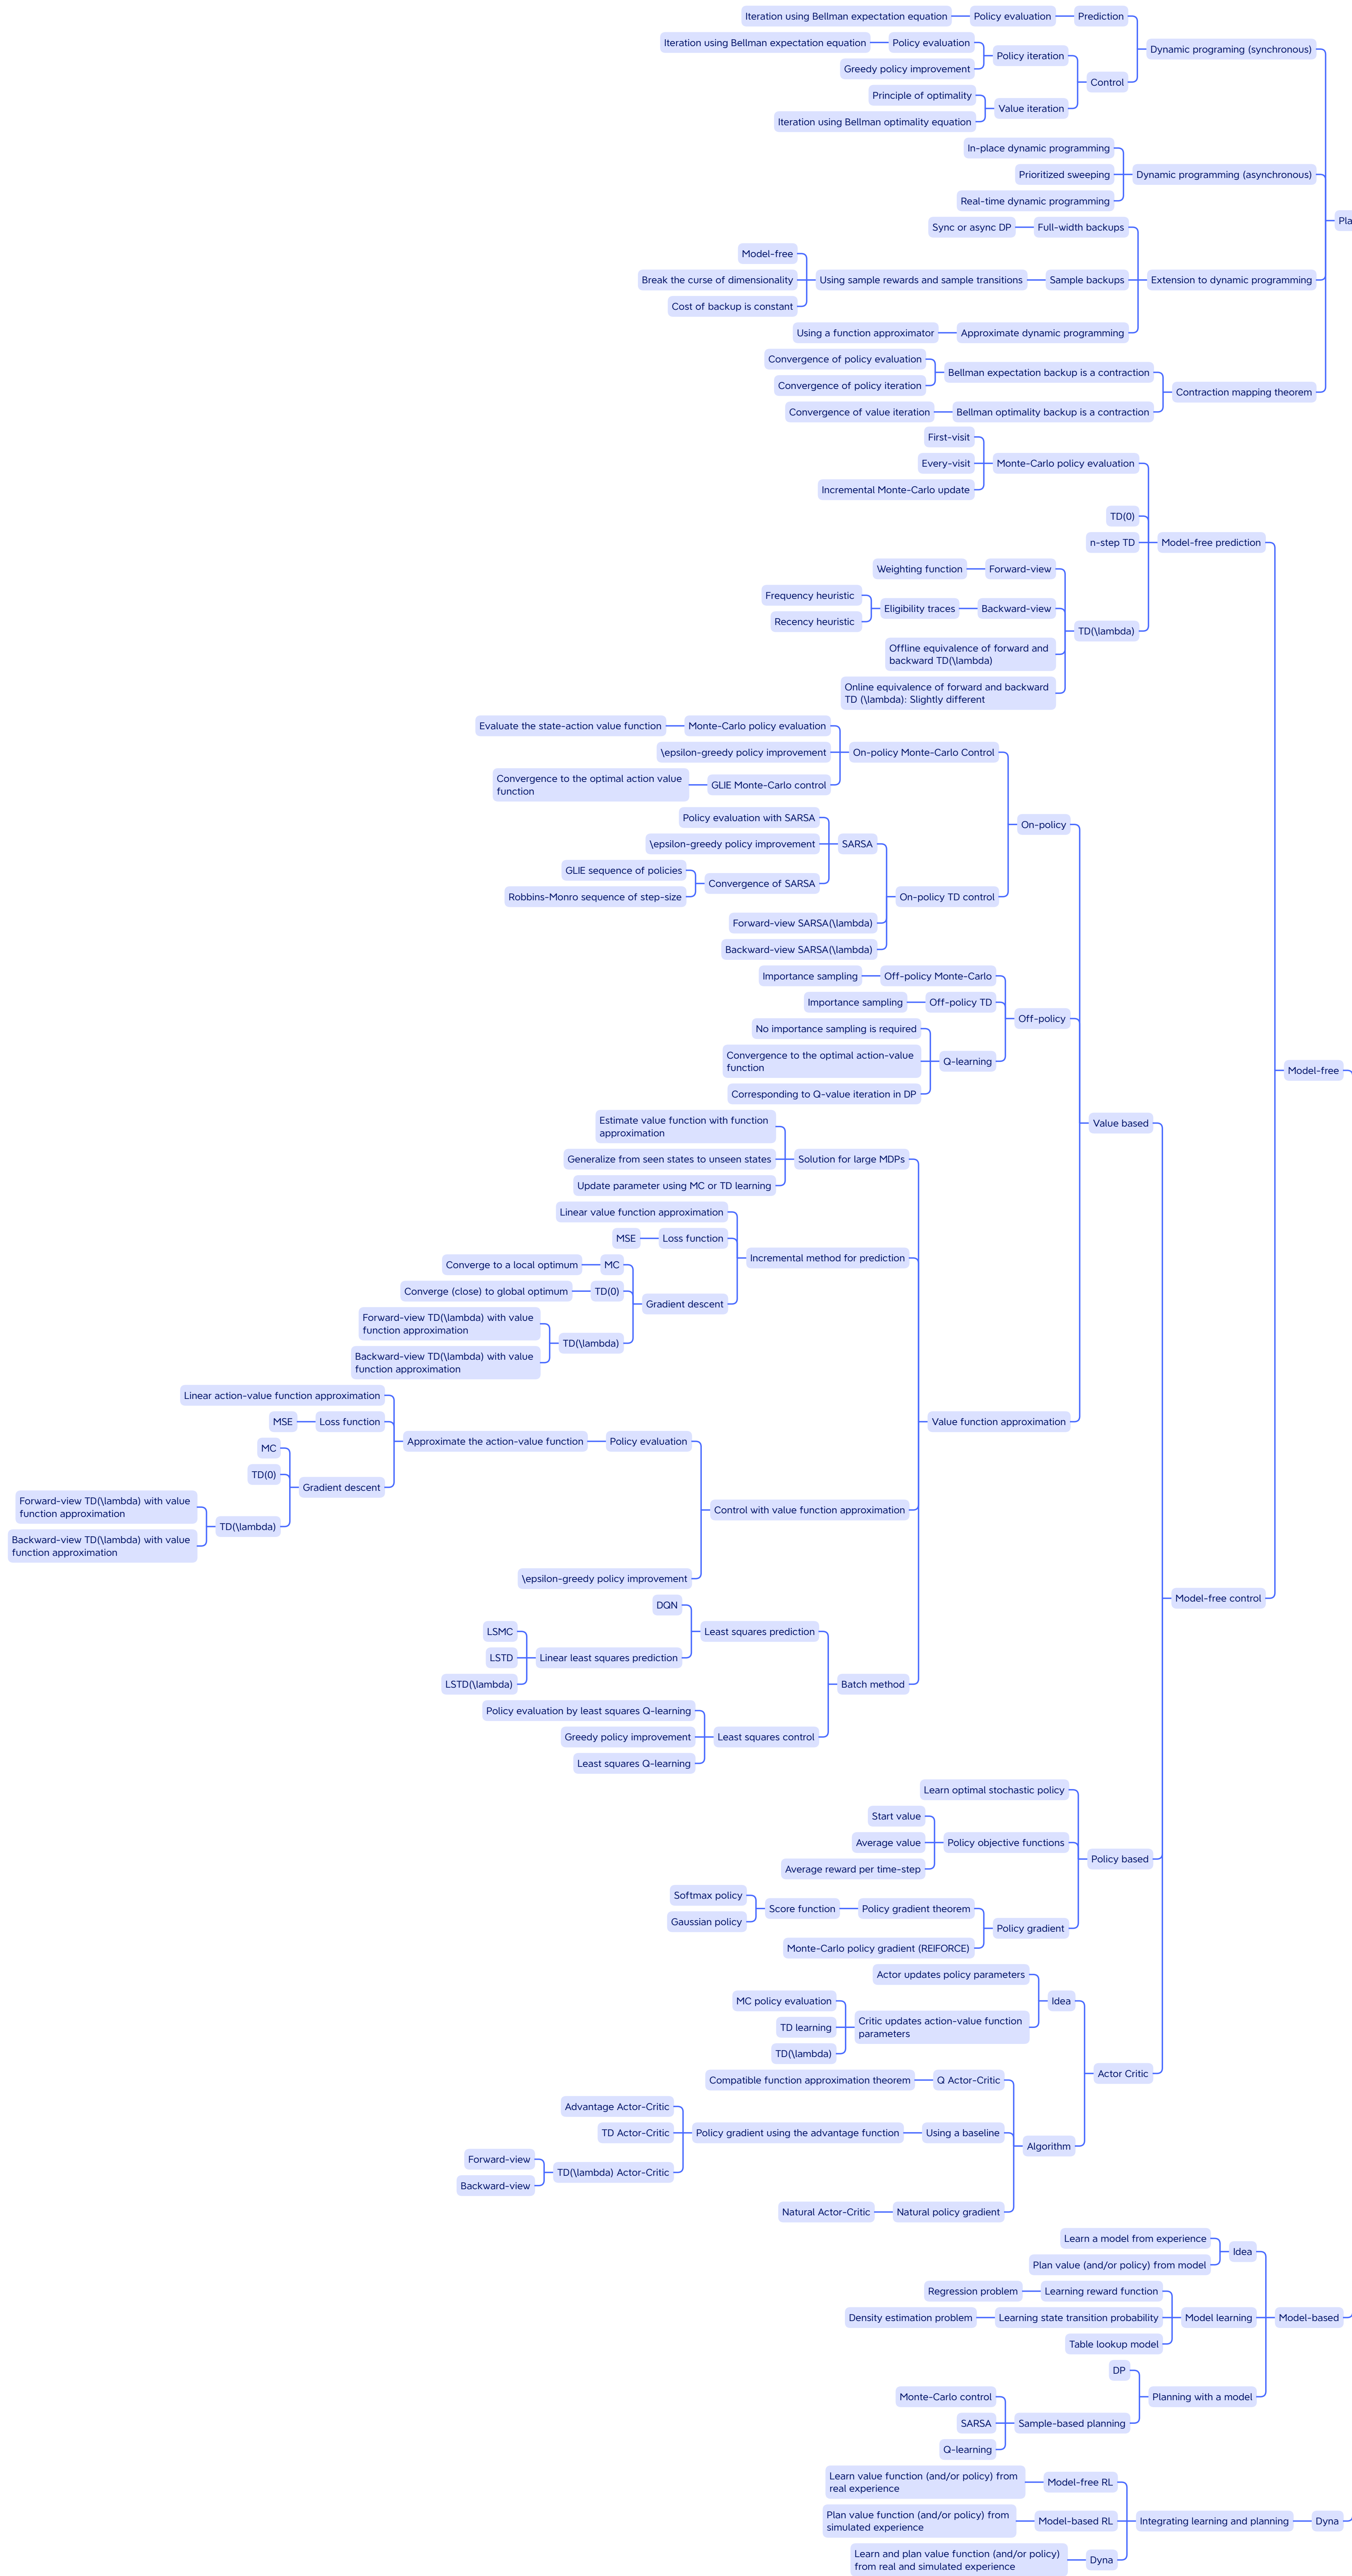 Iteration using Bellman expectation equation
Policy evaluation
Prediction
Iteration using Bellman expectation equation
Policy evaluation
Dynamic programing (synchronous)
Policy iteration
Greedy policy improvement
Control
Principle of optimality
Value iteration
Iteration using Bellman optimality equation
In-place dynamic programming
Prioritized sweeping
Dynamic programming (asynchronous)
Real-time dynamic programming
Pla
Sync or async DP
Full-width backups
Model-free
Break the curse of dimensionality
Using sample rewards and sample transitions
Sample backups
Extension to dynamic programming
Cost of backup is constant
Using a function approximator
Approximate dynamic programming
Convergence of policy evaluation
Bellman expectation backup is a contraction
Convergence of policy iteration
Contraction mapping theorem
Convergence of value iteration
Bellman optimality backup is a contraction
First-visit
Every-visit
Monte-Carlo policy evaluation
Incremental Monte-Carlo update
TD(0)
n-step TD
Model-free prediction
Weighting function
Forward-view
Frequency heuristic
Eligibility traces
Backward-view
Recency heuristic
TD(\lambda)
Offline equivalence of forward and
backward TD(\lambda)
Online equivalence of forward and backward
TD (\lambda): Slightly different
Evaluate the state-action value function
Monte-Carlo policy evaluation
\epsilon-greedy policy improvement
On-policy Monte-Carlo Control
Convergence to the optimal action value
function
GLIE Monte-Carlo control
Policy evaluation with SARSA
On-policy
\epsilon-greedy policy improvement
SARSA
GLIE sequence of policies
Convergence of SARSA
Robbins-Monro sequence of step-size
On-policy TD control
Forward-view SARSA(\lambda)
Backward-view SARSA(\lambda)
Importance sampling
Off-policy Monte-Carlo
Importance sampling
Off-policy TD
Off-policy
No importance sampling is required
Convergence to the optimal action-value
function
Q-learning
Model-free
Corresponding to Q-value iteration in DP
Estimate value function with function
approximation
Value based
Generalize from seen states to unseen states
Solution for large MDPs
Update parameter using MC or TD learning
Linear value function approximation
MSE
Loss function
Incremental method for prediction
Converge to a local optimum
MC
Converge (close) to global optimum
TD(0)
Gradient descent
Forward-view TD(\lambda) with value
function approximation
TD(\lambda)
Backward-view TD(\lambda) with value
function approximation
Linear action-value function approximation
MSE
Loss function
Value function approximation
Approximate the action-value function
Policy evaluation
MC
TD(0)
Gradient descent
Forward-view TD(\lambda) with value
function approximation
Control with value function approximation
TD(\lambda)
Backward-view TD(\lambda) with value
function approximation
\epsilon-greedy policy improvement
Model-free control
DQN
LSMC
Least squares prediction
LSTD
Linear least squares prediction
LSTD(\lambda)
Batch method
Policy evaluation by least squares Q-learning
Greedy policy improvement
Least squares control
Least squares Q-learning
Learn optimal stochastic policy
Start value
Average value
Policy objective functions
Policy based
Average reward per time-step
Softmax policy
Score function
Policy gradient theorem
Gaussian policy
Policy gradient
Monte-Carlo policy gradient (REIFORCE)
Actor updates policy parameters
MC policy evaluation
Idea
TD learning
Critic updates action-value function
parameters
TD(\lambda)
Actor Critic
Compatible function approximation theorem
Q Actor-Critic
Advantage Actor-Critic
TD Actor-Critic
Policy gradient using the advantage function
Using a baseline
Algorithm
Forward-view
TD(\lambda) Actor-Critic
Backward-view
Natural Actor-Critic
Natural policy gradient
Learn a model from experience
Idea
Plan value (and/or policy) from model
Regression problem
Learning reward function
Density estimation problem
Learning state transition probability
Model learning
Model-based
Table lookup model
DP
Monte-Carlo control
Planning with a model
SARSA
Sample-based planning
Q-learning
Learn value function (and/or policy) from
real experience
Model-free RL
Plan value function (and/or policy) from
simulated experience
Model-based RL
Integrating learning and planning
Dyna
Learn and plan value function (and/or policy)
from real and simulated experience
Dyna